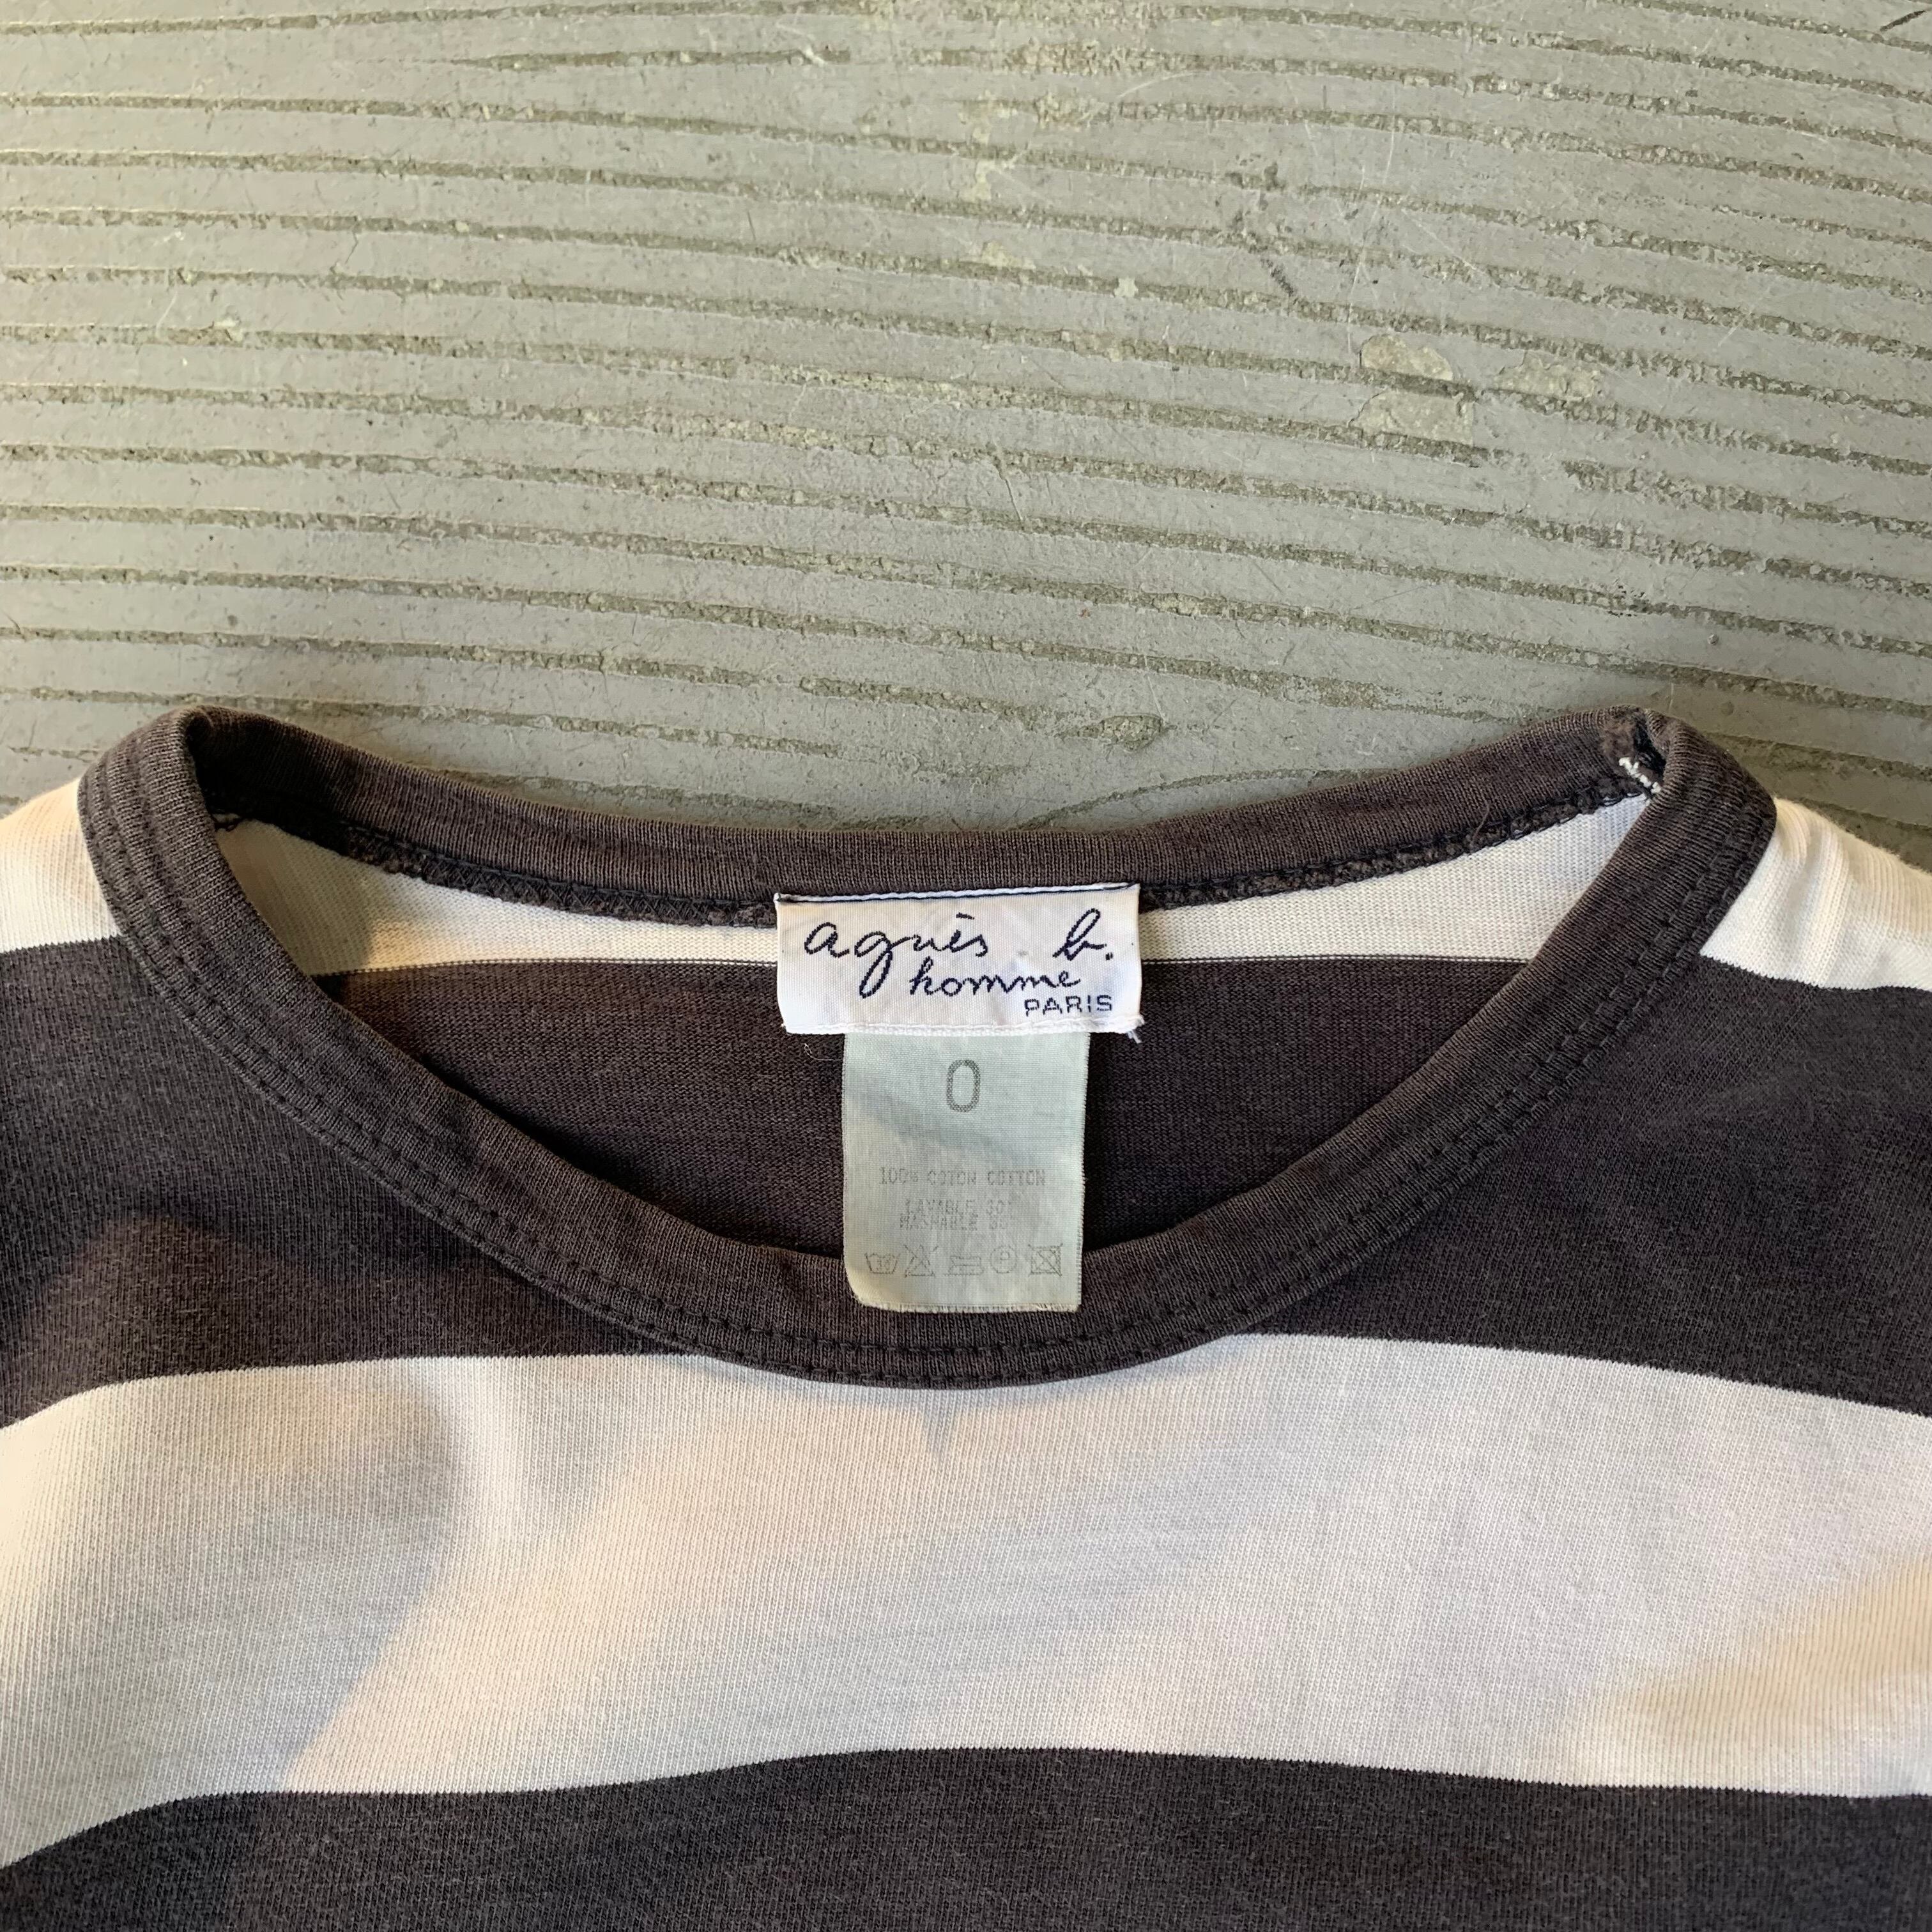 agnès b.
homme
PARIS
0
100% COTON COTTON
LAVABLE 30°
WASHABLE 30°